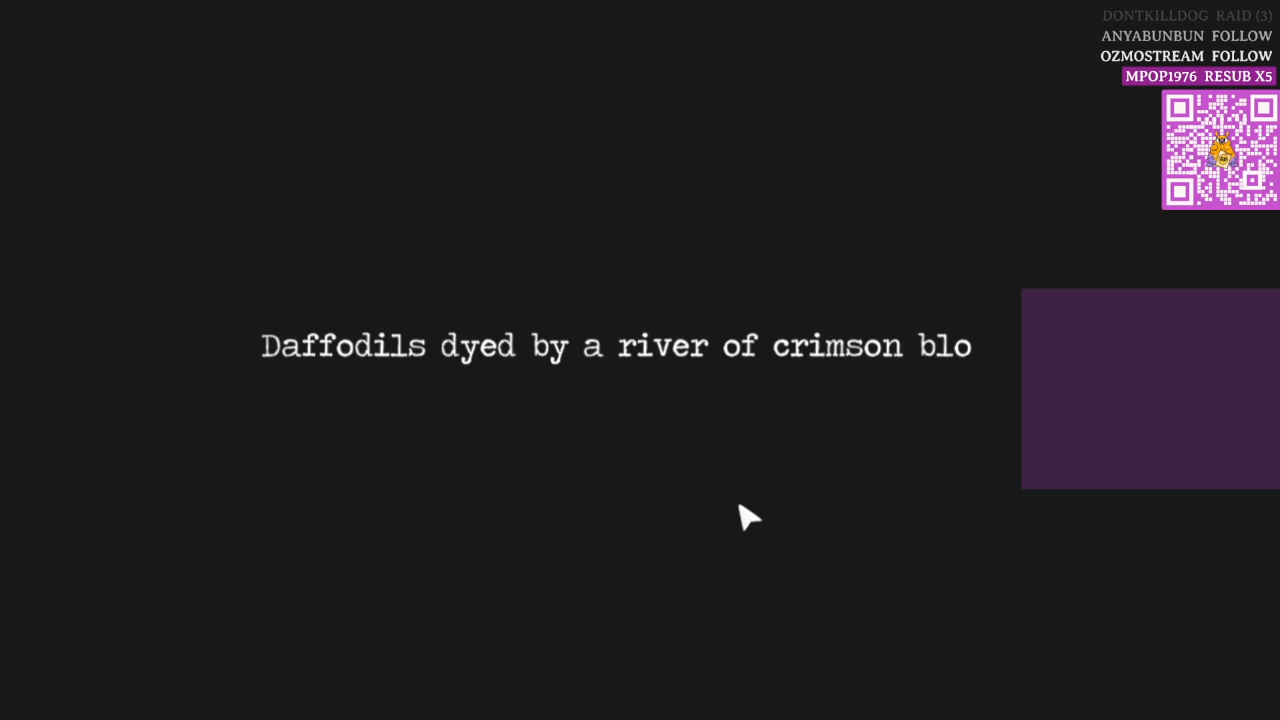 DONTKILLDOG RAID (3)
ANYABUNBUN FOLLOW
OZMOSTREAM FOLLOW
MPOP1976 RESUB X5
Daffodils dyed by a river of crimson blo